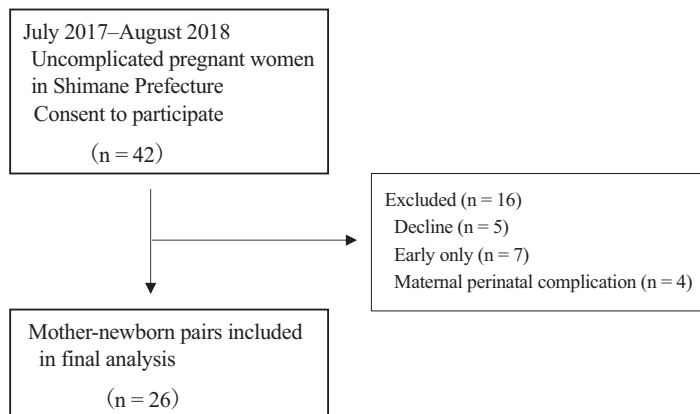 July 2017–August 2018
Uncomplicated pregnant women
in Shimane Prefecture
Consent to participate
(n = 42)
Excluded (n = 16)
Decline (n = 5)
Early only (n = 7)
Maternal perinatal complication (n = 4)
Mother-newborn pairs included
in final analysis
(n = 26)